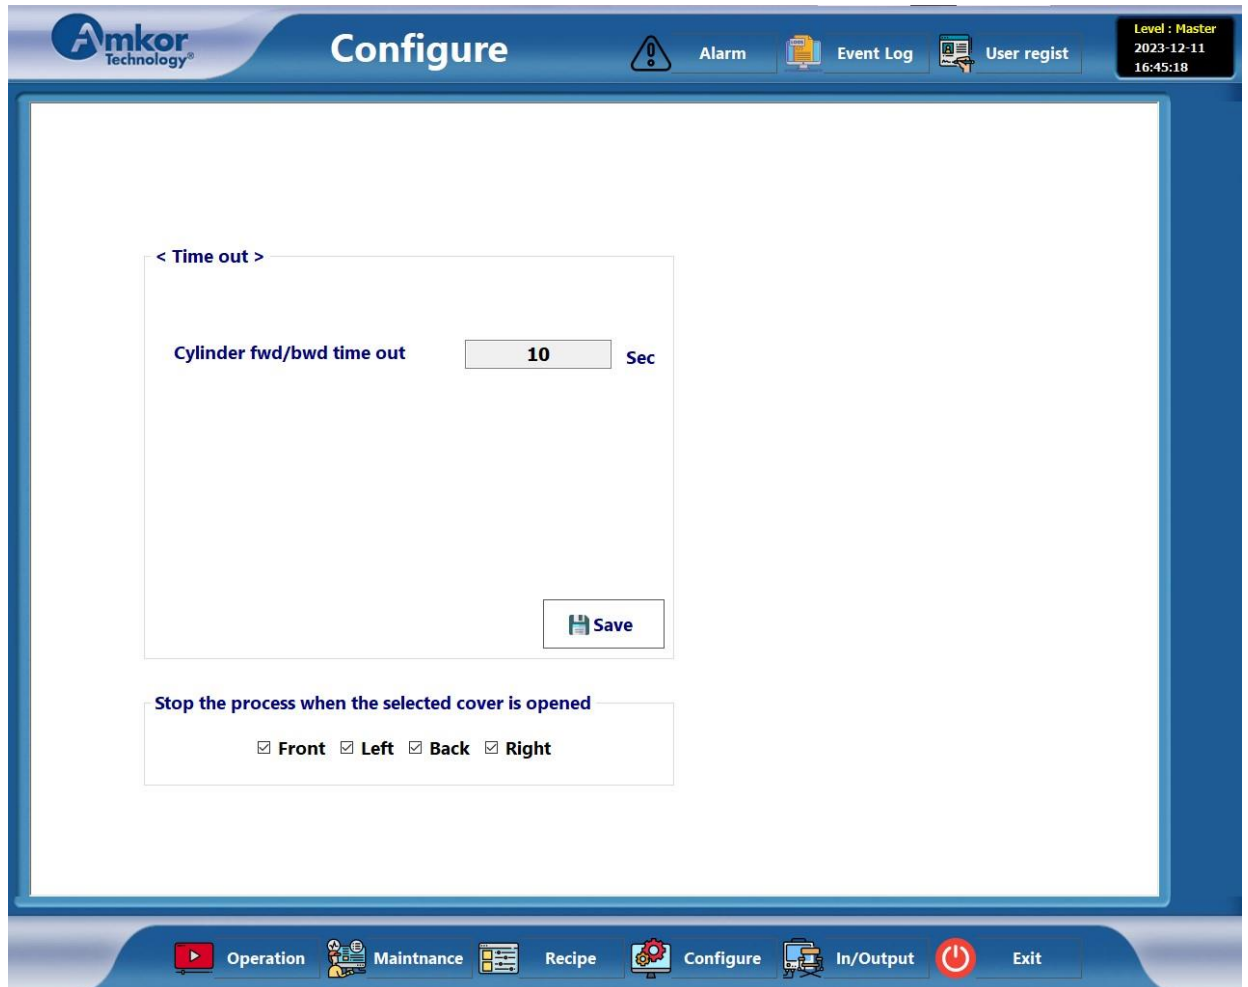 Amkor
Technology®
Configure
Alarm
Event Log
User regist
Level : Master
2023-12-11
16:45:18
< Time out >
Cylinder fwd/bwd time out
10
Sec
Save
Stop the process when the selected cover is opened
Front Left Back Right
Operation
Maintnance
Recipe
Configure
In/Output
Exit